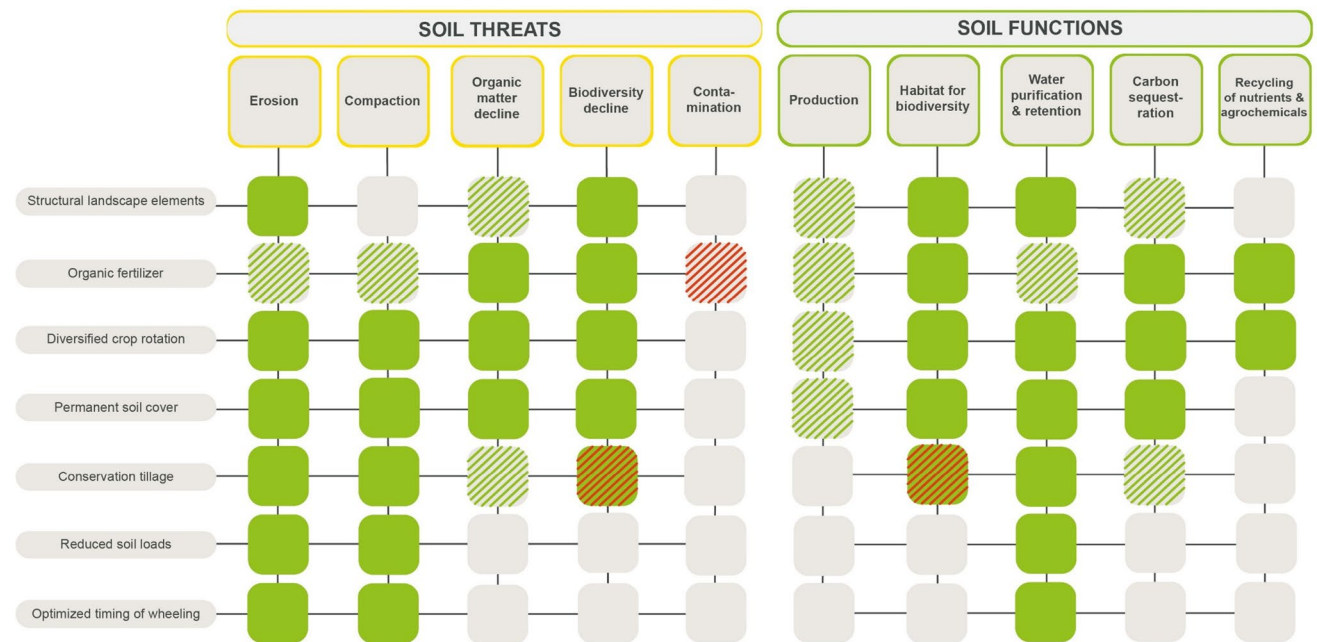 SOIL THREATS
SOIL FUNCTIONS
Erosion
Compaction
Organic
matter
decline
Biodiversity
decline
Conta-
mination
Production
Habitat for
biodiversity
Water
purification
& retention
Carbon
sequest-
ration
Recycling
of nutrients &
agrochemicals
Structural landscape elements
Organic fertilizer
Diversified crop rotation
Permanent soil cover
Conservation tillage
Reduced soil loads
Optimized timing of wheeling